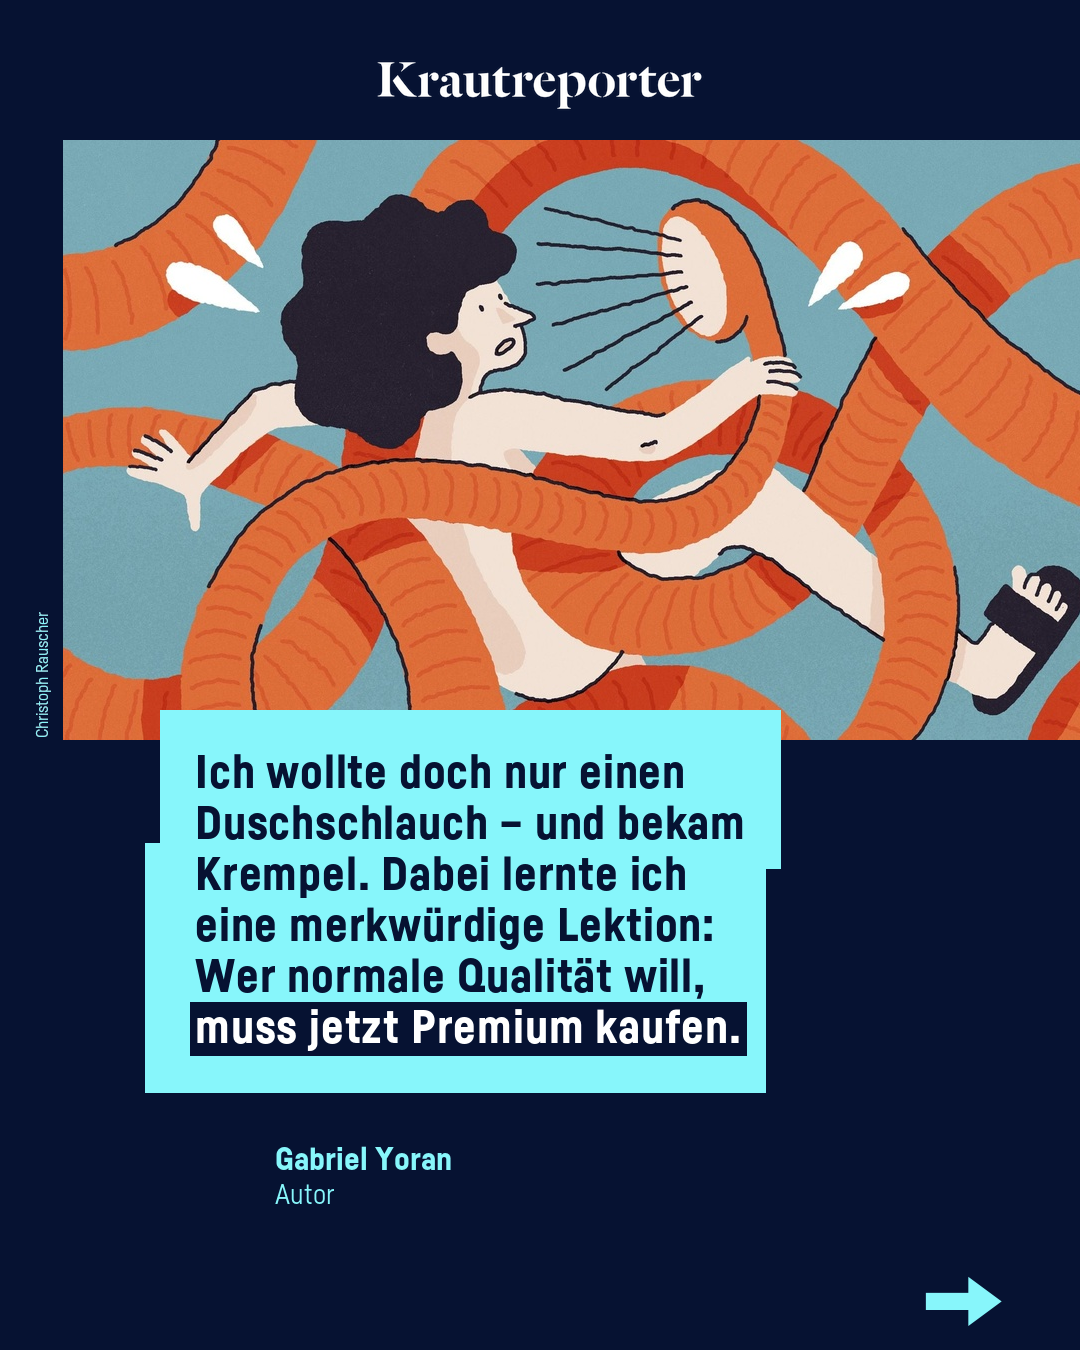 Krautreporter
Christoph Rauscher
Ich wollte doch nur einen
Duschschlauch – und bekam
Krempel. Dabei lernte ich
eine merkwürdige Lektion:
Wer normale Qualität will,
muss jetzt Premium kaufen.
Gabriel Yoran
Autor